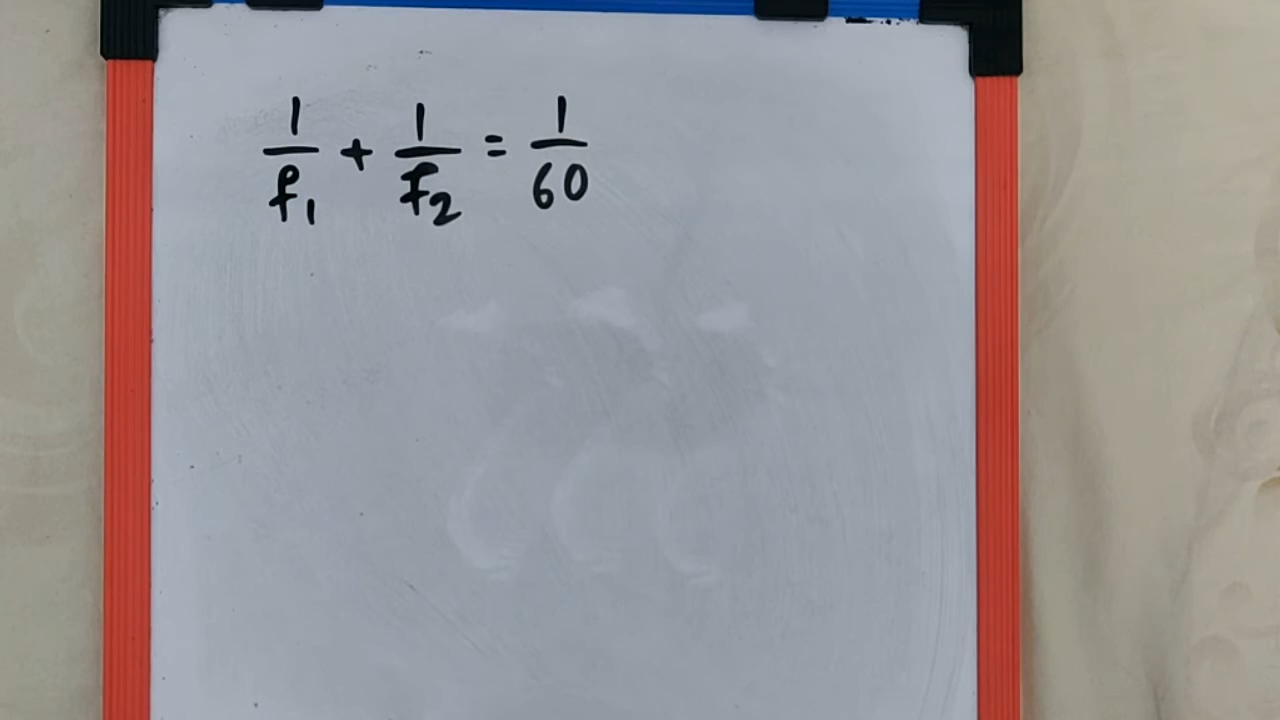 1/f₁ + 1/F₂ = 1/60